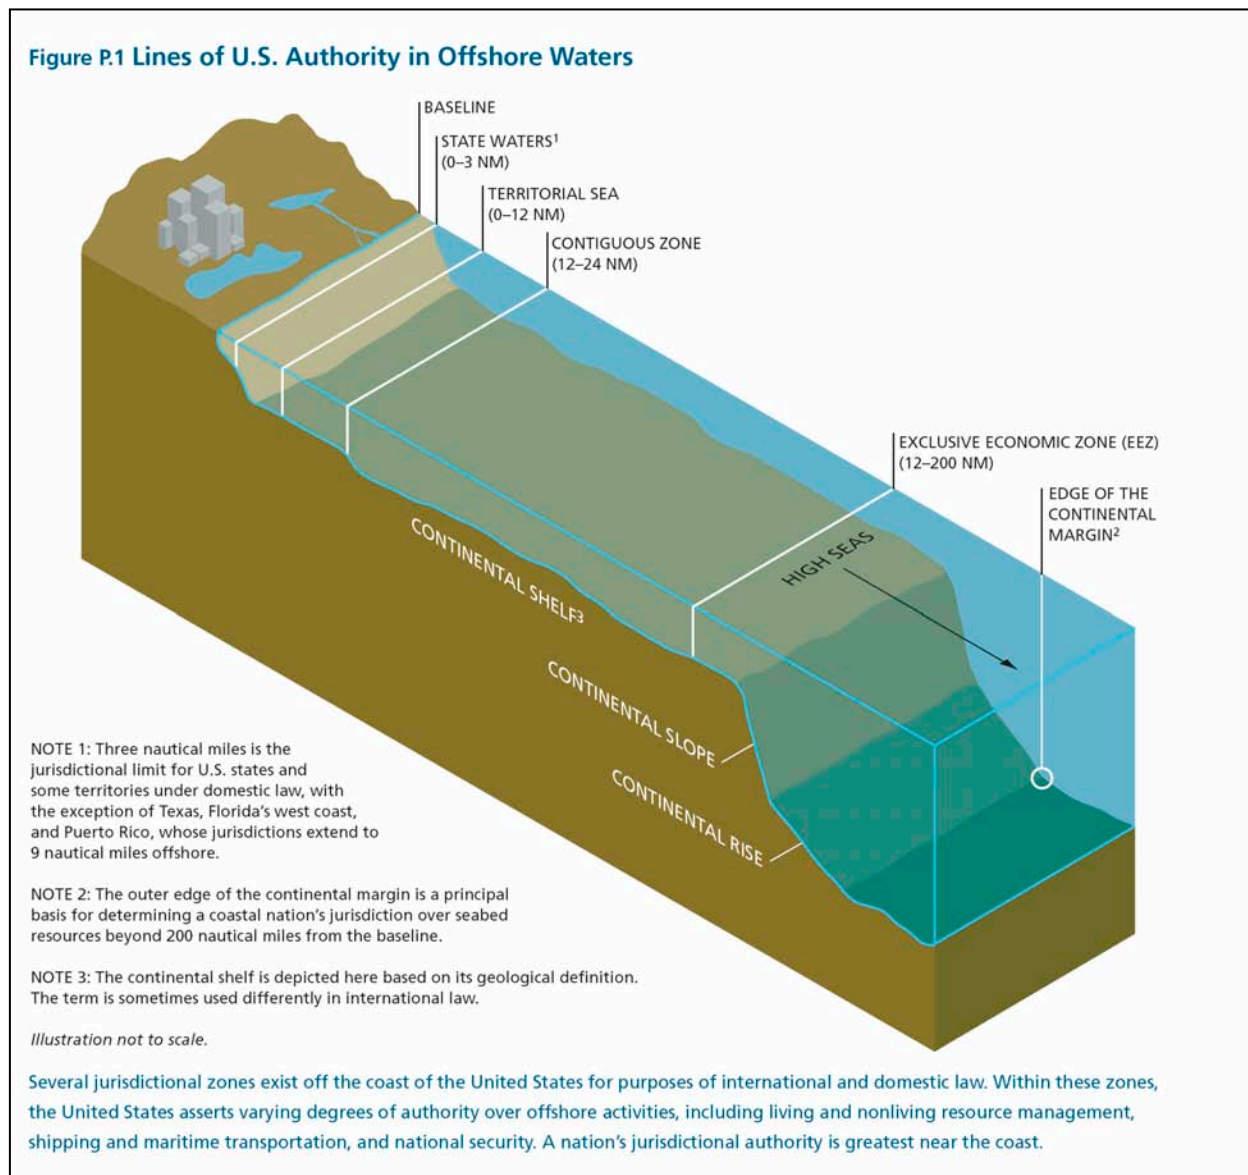 Figure P.1 Lines of U.S. Authority in Offshore Waters
BASELINE
STATE WATERS¹
(0–3 NM)
TERRITORIAL SEA
(0–12 NM)
CONTIGUOUS ZONE
(12–24 NM)
EXCLUSIVE ECONOMIC ZONE (EEZ)
(12–200 NM)
EDGE OF THE
CONTINENTAL
MARGIN²
HIGH SEAS
CONTINENTAL SHELF³
CONTINENTAL SLOPE
CONTINENTAL RISE
NOTE 1: Three nautical miles is the
jurisdictional limit for U.S. states and
some territories under domestic law, with
the exception of Texas, Florida's west coast,
and Puerto Rico, whose jurisdictions extend to
9 nautical miles offshore.
NOTE 2: The outer edge of the continental margin is a principal
basis for determining a coastal nation's jurisdiction over seabed
resources beyond 200 nautical miles from the baseline.
NOTE 3: The continental shelf is depicted here based on its geological definition.
The term is sometimes used differently in international law.
Illustration not to scale.
Several jurisdictional zones exist off the coast of the United States for purposes of international and domestic law. Within these zones,
the United States asserts varying degrees of authority over offshore activities, including living and nonliving resource management,
shipping and maritime transportation, and national security. A nation's jurisdictional authority is greatest near the coast.